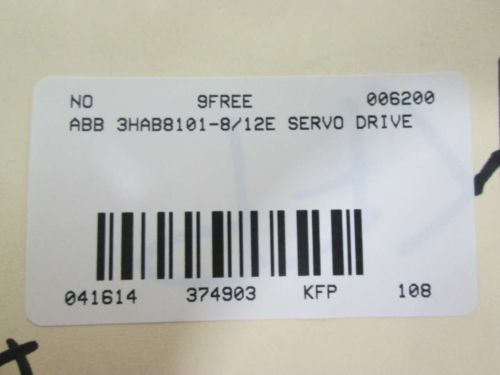 NO 9FREE 006200
ABB 3HAB8101-8/12E SERVO DRIVE
041614 374903 KFP 108